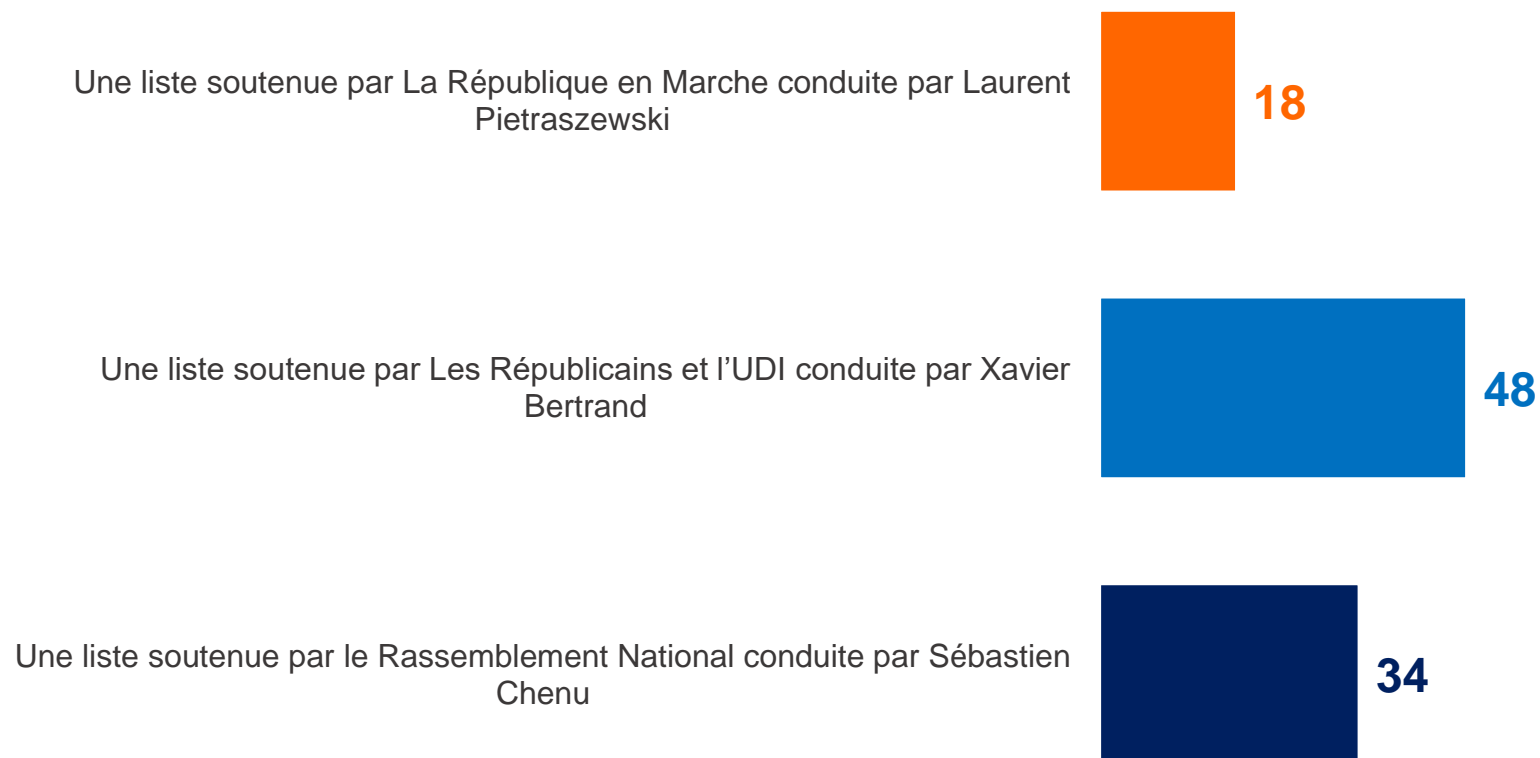 Une liste soutenue par La République en Marche conduite par Laurent
Pietraszewski
18
Une liste soutenue par Les Républicains et l’UDI conduite par Xavier
Bertrand
48
Une liste soutenue par le Rassemblement National conduite par Sébastien
Chenu
34